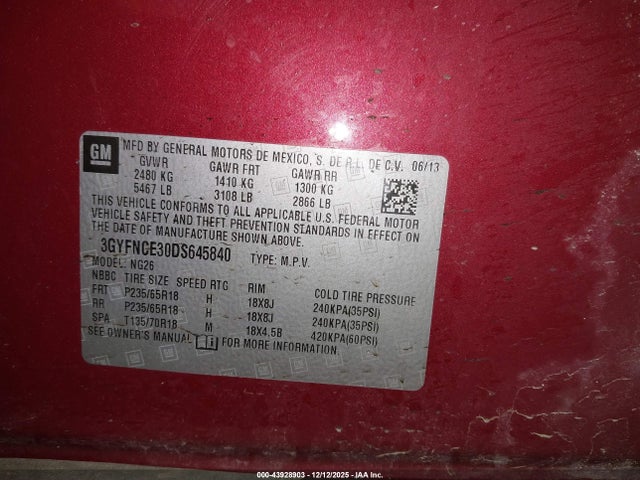 GM
MFD BY GENERAL MOTORS DE MEXICO, S. DE R.L. DE C.V. 06/13
GVWR GAWR FRT GAWR RR
2480 KG 1410 KG 1300 KG
5467 LB 3108 LB 2866 LB
THIS VEHICLE CONFORMS TO ALL APPLICABLE U.S. FEDERAL MOTOR
VEHICLE SAFETY AND THEFT PREVENTION STANDARDS IN EFFECT ON
THE DATE OF MANUFACTURE SHOWN ABOVE.
3GYFNCE30DS645840 TYPE: M.P.V.
MODEL: NG26
NBBC TIRE SIZE SPEED RTG RIM COLD TIRE PRESSURE
FRT P235/65R18 H 18X8J 240KPA(35PSI)
RR P235/65R18 H 18X8J 240KPA(35PSI)
SPA T135/70R18 M 18X4.5B 420KPA(60PSI)
SEE OWNER'S MANUAL FOR MORE INFORMATION.
000-43928903 - 12/12/2025 - IAA Inc.